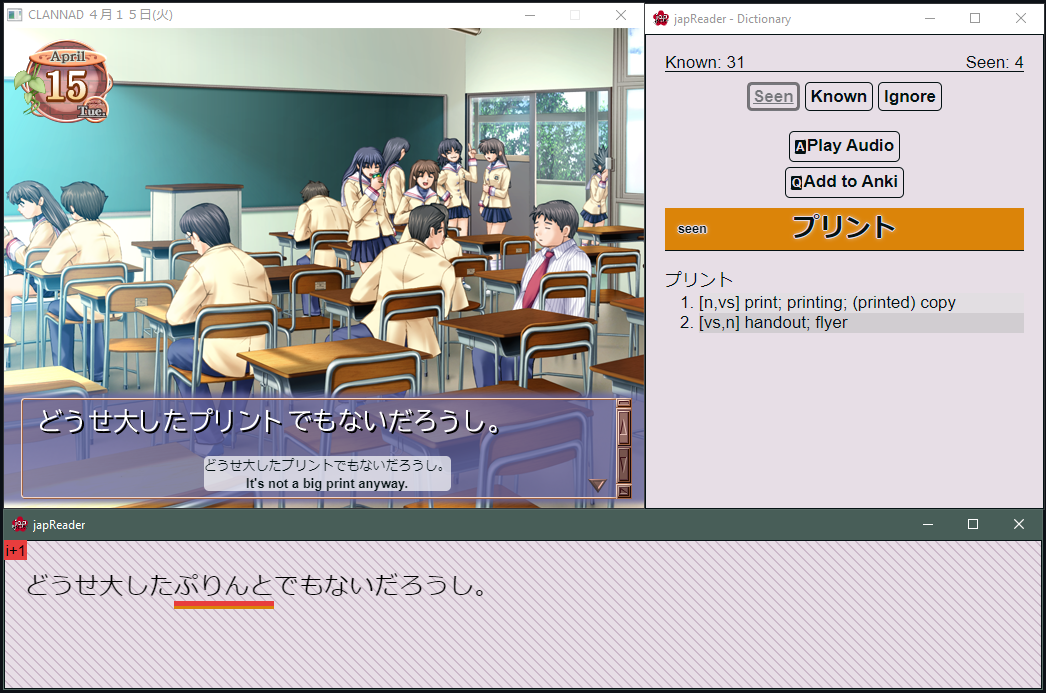 CLANNAD ４月１５日(火)
April
15
Tue.
どうせ大したプリントでもないだろうし。
どうせ大したプリントでもないだろうし。
It's not a big print anyway.
japReader - Dictionary
Known: 31
Seen: 4
Seen Known Ignore
A Play Audio
Q Add to Anki
seen
プリント
プリント
1. [n,vs] print; printing; (printed) copy
2. [vs,n] handout; flyer
jap japReader
i+1
どうせ大したぷりんとでもないだろうし。